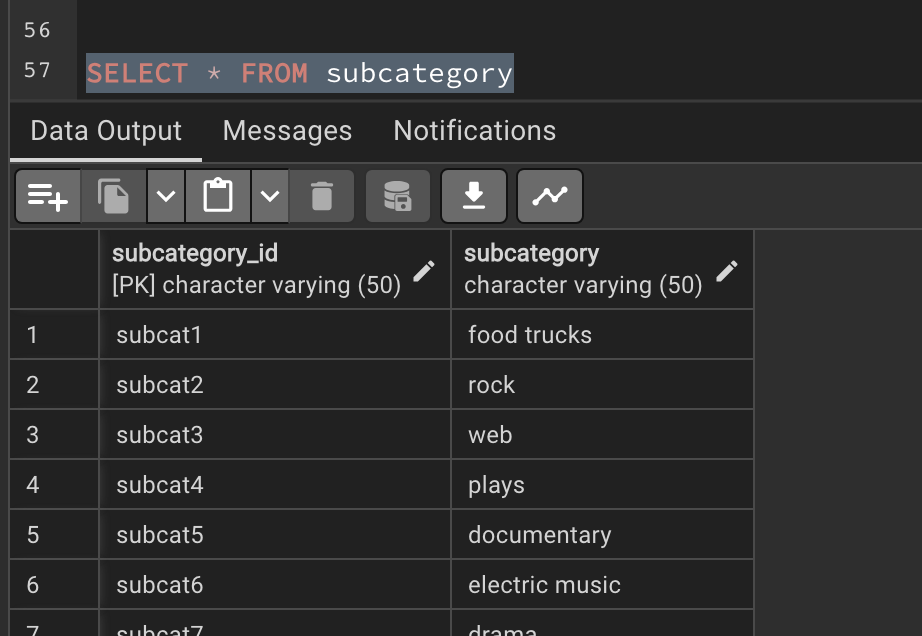 56
57 SELECT * FROM subcategory
Data Output Messages Notifications
subcategory_id subcategory
[PK] character varying (50) character varying (50)
1 subcat1 food trucks
2 subcat2 rock
3 subcat3 web
4 subcat4 plays
5 subcat5 documentary
6 subcat6 electric music
7 subcat7 drama